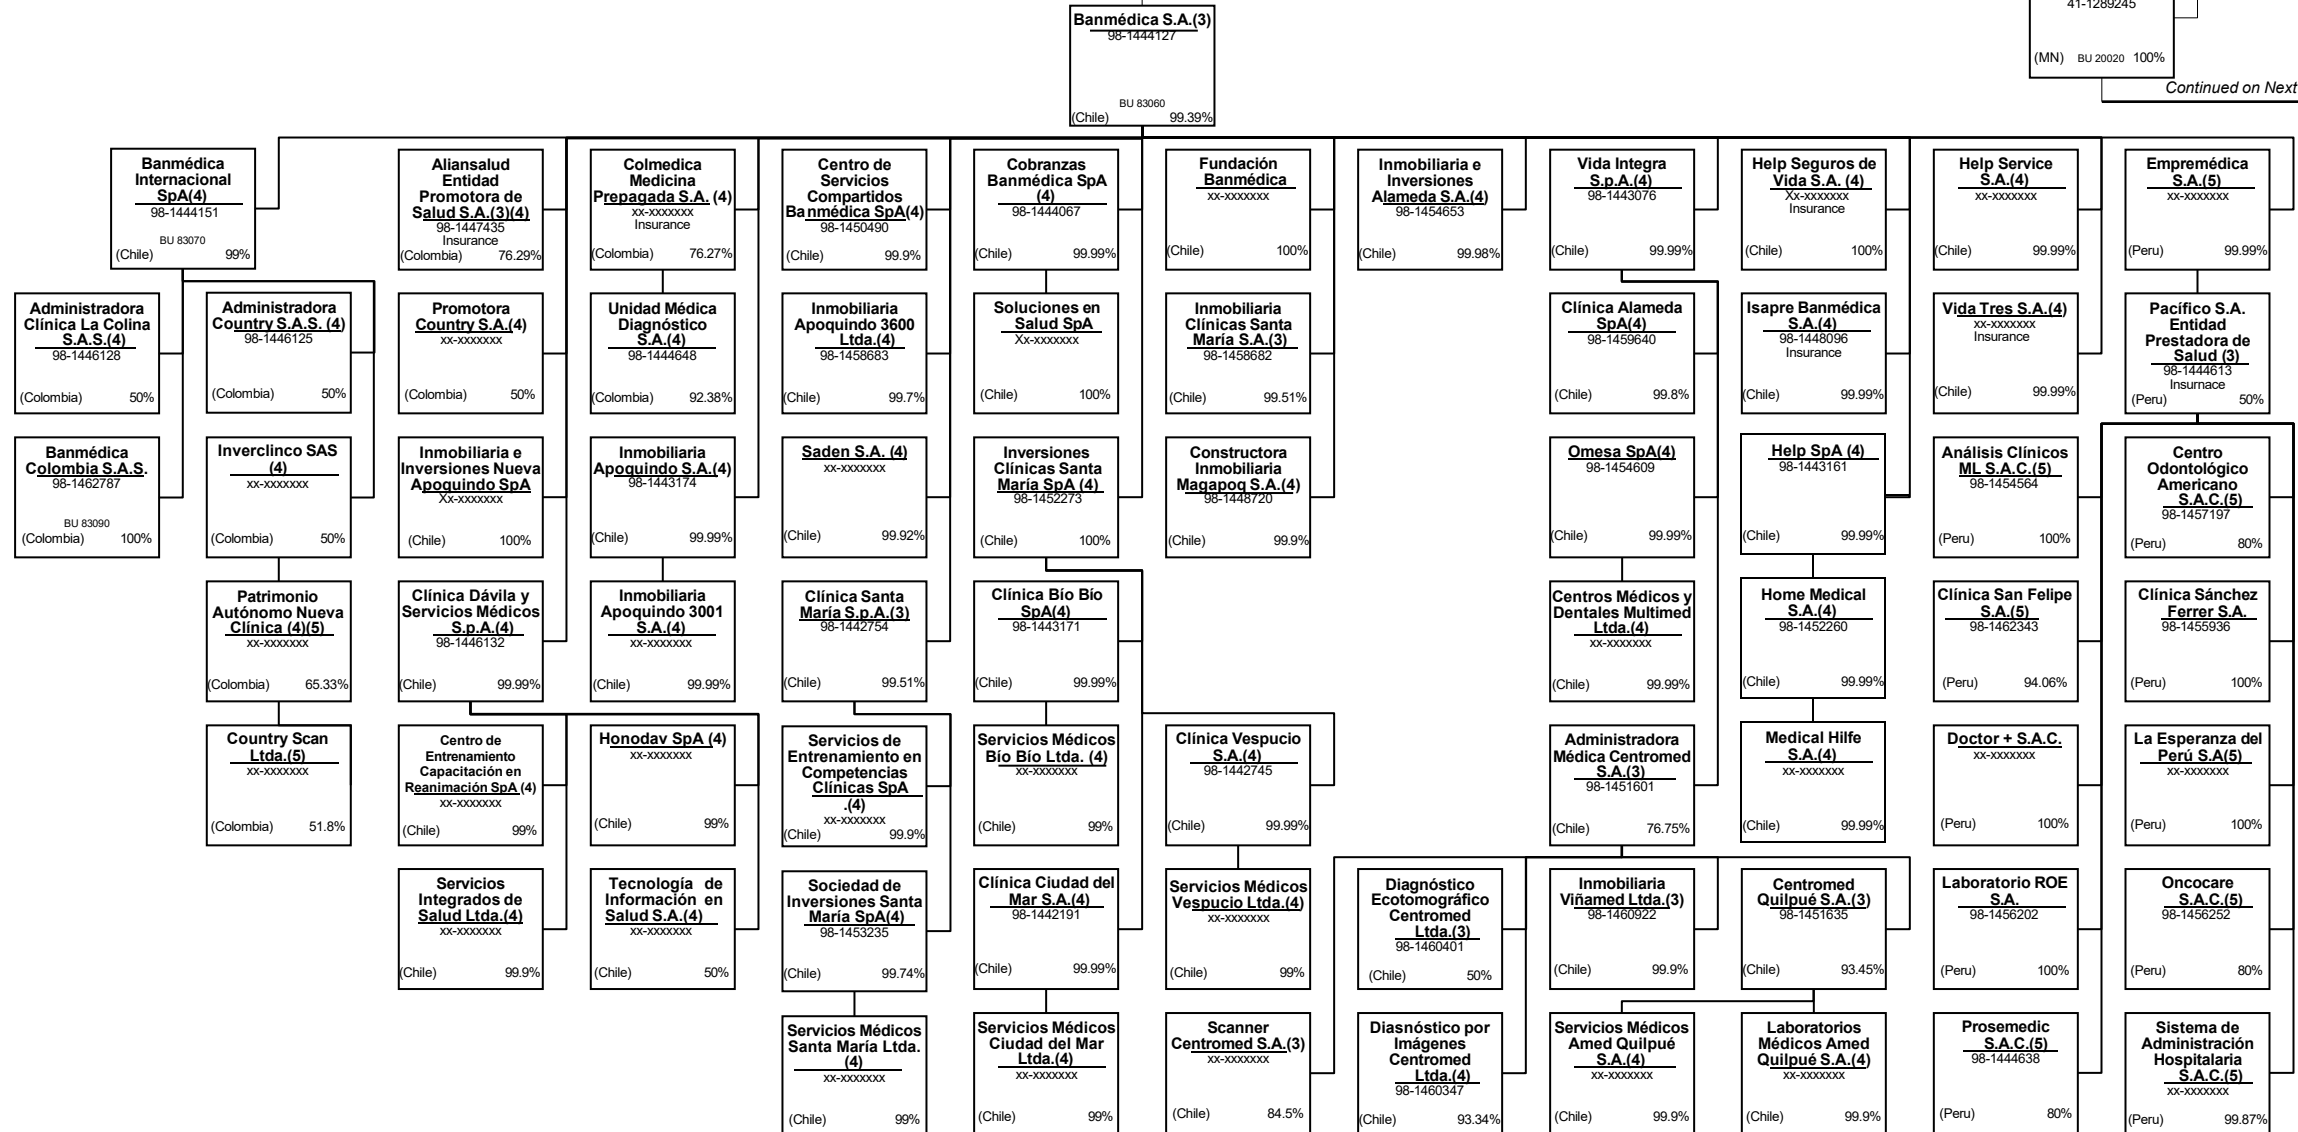 Banmédica S.A.(3)
98-1444127
BU 83060
(Chile) 99.39%
41-1289245
(MN) BU 20020 100%
Continued on Next
Banmédica
Internacional
SpA(4)
98-1444151
BU 83070
(Chile) 99%
Aliansalud
Entidad
Promotora de
Salud S.A.(3)(4)
98-1447435
Insurance
(Colombia) 76.29%
Colmedica
Medicina
Prepagada S.A. (4)
xx-xxxxxxx
Insurance
(Colombia) 76.27%
Centro de
Servicios
Compartidos
Banmédica SpA(4)
98-1450490
(Chile) 99.9%
Cobranzas
Banmédica SpA
(4)
98-1444067
(Chile) 99.99%
Fundación
Banmédica
xx-xxxxxxx
(Chile) 100%
Inmobiliaria e
Inversiones
Alameda S.A.(4)
98-1454653
(Chile) 99.98%
Vida Integra
S.p.A.(4)
98-1443076
(Chile) 99.99%
Help Seguros de
Vida S.A. (4)
Xx-xxxxxxx
Insurance
(Chile) 100%
Help Service
S.A.(4)
xx-xxxxxxx
(Chile) 99.99%
Empremédica
S.A.(5)
xx-xxxxxxx
(Peru) 99.99%
Administradora
Clínica La Colina
S.A.S.(4)
98-1446128
(Colombia) 50%
Administradora
Country S.A.S. (4)
98-1446125
(Colombia) 50%
Promotora
Country S.A.(4)
xx-xxxxxxx
(Colombia) 50%
Unidad Médica
Diagnóstico
S.A.(4)
98-1444648
(Colombia) 92.38%
Inmobiliaria
Apoquindo 3600
Ltda.(4)
98-1458683
(Chile) 99.7%
Soluciones en
Salud SpA
Xx-xxxxxxx
(Chile) 100%
Inmobiliaria
Clínicas Santa
María S.A.(3)
98-1458682
(Chile) 99.51%
Clínica Alameda
SpA(4)
98-1459640
(Chile) 99.8%
Isapre Banmédica
S.A.(4)
98-1448096
Insurance
(Chile) 99.99%
Vida Tres S.A.(4)
xx-xxxxxxx
Insurance
(Chile) 99.99%
Pacífico S.A.
Entidad
Prestadora de
Salud (3)
98-1444613
Insurnace
(Peru) 50%
Banmédica
Colombia S.A.S.
98-1462787
BU 83090
(Colombia) 100%
Inverclinco SAS
(4)
xx-xxxxxxx
(Colombia) 50%
Inmobiliaria e
Inversiones Nueva
Apoquindo SpA
Xx-xxxxxxx
(Chile) 100%
Inmobiliaria
Apoquindo S.A.(4)
98-1443174
(Chile) 99.99%
Saden S.A. (4)
xx-xxxxxxx
(Chile) 99.92%
Inversiones
Clínicas Santa
María SpA (4)
98-1452273
(Chile) 100%
Constructora
Inmobiliaria
Magapoq S.A.(4)
98-1448720
(Chile) 99.9%
Omesa SpA(4)
98-1454609
(Chile) 99.99%
Help SpA (4)
98-1443161
(Chile) 99.99%
Análisis Clínicos
ML S.A.C.(5)
98-1454564
(Peru) 100%
Centro
Odontológico
Americano
S.A.C.(5)
98-1457197
(Peru) 80%
Patrimonio
Autónomo Nueva
Clínica (4)(5)
xx-xxxxxxx
(Colombia) 65.33%
Clínica Dávila y
Servicios Médicos
S.p.A.(4)
98-1446132
(Chile) 99.99%
Inmobiliaria
Apoquindo 3001
S.A.(4)
xx-xxxxxxx
(Chile) 99.99%
Clínica Santa
María S.p.A.(3)
98-1442754
(Chile) 99.51%
Clínica Bío Bío
SpA(4)
98-1443171
(Chile) 99.99%
Centros Médicos y
Dentales Multimed
Ltda.(4)
xx-xxxxxxx
(Chile) 99.99%
Home Medical
S.A.(4)
98-1452260
(Chile) 99.99%
Clínica San Felipe
S.A.(5)
98-1462343
(Peru) 94.06%
Clínica Sánchez
Ferrer S.A.
98-1455936
(Peru) 100%
Country Scan
Ltda.(5)
xx-xxxxxxx
(Colombia) 51.8%
Centro de
Entrenamiento
Capacitación en
Reanimación SpA (4)
xx-xxxxxxx
(Chile) 99%
Honodav SpA (4)
xx-xxxxxxx
(Chile) 99%
Servicios de
Entrenamiento en
Competencias
Clínicas SpA
.(4)
xx-xxxxxxx
(Chile) 99.9%
Servicios Médicos
Bío Bío Ltda. (4)
xx-xxxxxxx
(Chile) 99%
Clínica Vespucio
S.A.(4)
98-1442745
(Chile) 99.99%
Administradora
Médica Centromed
S.A.(3)
98-1451601
(Chile) 76.75%
Medical Hilfe
S.A.(4)
xx-xxxxxxx
(Chile) 99.99%
Doctor + S.A.C.
xx-xxxxxxx
(Peru) 100%
La Esperanza del
Perú S.A(5)
xx-xxxxxxx
(Peru) 100%
Servicios
Integrados de
Salud Ltda.(4)
xx-xxxxxxx
(Chile) 99.9%
Tecnología de
Información en
Salud S.A.(4)
xx-xxxxxxx
(Chile) 50%
Sociedad de
Inversiones Santa
María SpA(4)
98-1453235
(Chile) 99.74%
Clínica Ciudad del
Mar S.A.(4)
98-1442191
(Chile) 99.99%
Servicios Médicos
Vespucio Ltda.(4)
xx-xxxxxxx
(Chile) 99%
Diagnóstico
Ecotomográfico
Centromed
Ltda.(3)
98-1460401
(Chile) 50%
Inmobiliaria
Viñamed Ltda.(3)
98-1460922
(Chile) 99.9%
Centromed
Quilpué S.A.(3)
98-1451635
(Chile) 93.45%
Laboratorio ROE
S.A.
98-1456202
(Peru) 100%
Oncocare
S.A.C.(5)
98-1456252
(Peru) 80%
Servicios Médicos
Santa María Ltda.
(4)
xx-xxxxxxx
(Chile) 99%
Servicios Médicos
Ciudad del Mar
Ltda.(4)
xx-xxxxxxx
(Chile) 99%
Scanner
Centromed S.A.(3)
xx-xxxxxxx
(Chile) 84.5%
Diasnóstico por
Imágenes
Centromed
Ltda.(4)
98-1460347
(Chile) 93.34%
Servicios Médicos
Amed Quilpué
S.A.(4)
xx-xxxxxxx
(Chile) 99.9%
Laboratorios
Médicos Amed
Quilpué S.A.(4)
xx-xxxxxxx
(Chile) 99.9%
Prosemedic
S.A.C.(5)
98-1444638
(Peru) 80%
Sistema de
Administración
Hospitalaria
S.A.C.(5)
xx-xxxxxxx
(Peru) 99.87%